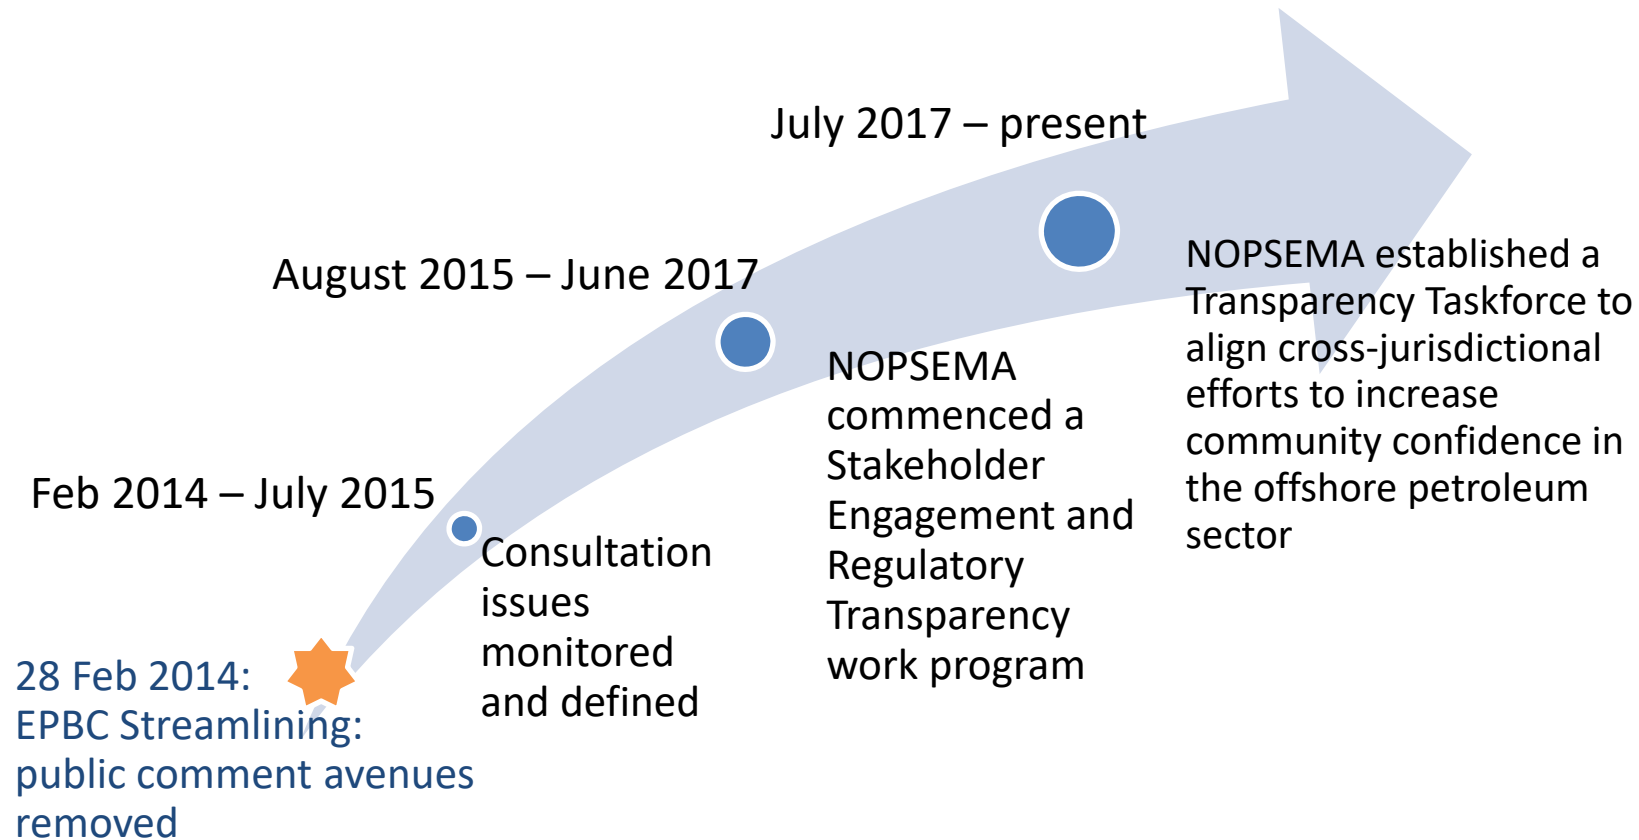 July 2017 – present
August 2015 – June 2017
Feb 2014 – July 2015
28 Feb 2014:
EPBC Streamlining:
public comment avenues
removed
Consultation
issues
monitored
and defined
NOPSEMA
commenced a
Stakeholder
Engagement and
Regulatory
Transparency
work program
NOPSEMA established a
Transparency Taskforce to
align cross-jurisdictional
efforts to increase
community confidence in
the offshore petroleum
sector